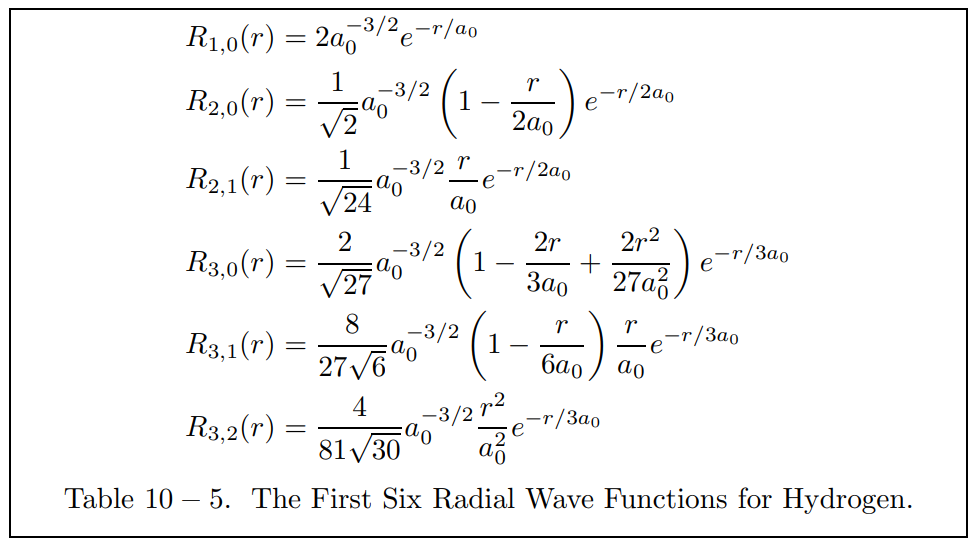 R_{1,0}(r) = 2a_0^{-3/2} e^{-r/a_0}
R_{2,0}(r) = \frac{1}{\sqrt{2}} a_0^{-3/2} \left(1 - \frac{r}{2a_0}\right) e^{-r/2a_0}
R_{2,1}(r) = \frac{1}{\sqrt{24}} a_0^{-3/2} \frac{r}{a_0} e^{-r/2a_0}
R_{3,0}(r) = \frac{2}{\sqrt{27}} a_0^{-3/2} \left(1 - \frac{2r}{3a_0} + \frac{2r^2}{27a_0^2}\right) e^{-r/3a_0}
R_{3,1}(r) = \frac{8}{27\sqrt{6}} a_0^{-3/2} \left(1 - \frac{r}{6a_0}\right) \frac{r}{a_0} e^{-r/3a_0}
R_{3,2}(r) = \frac{4}{81\sqrt{30}} a_0^{-3/2} \frac{r^2}{a_0^2} e^{-r/3a_0}
Table 10 − 5. The First Six Radial Wave Functions for Hydrogen.